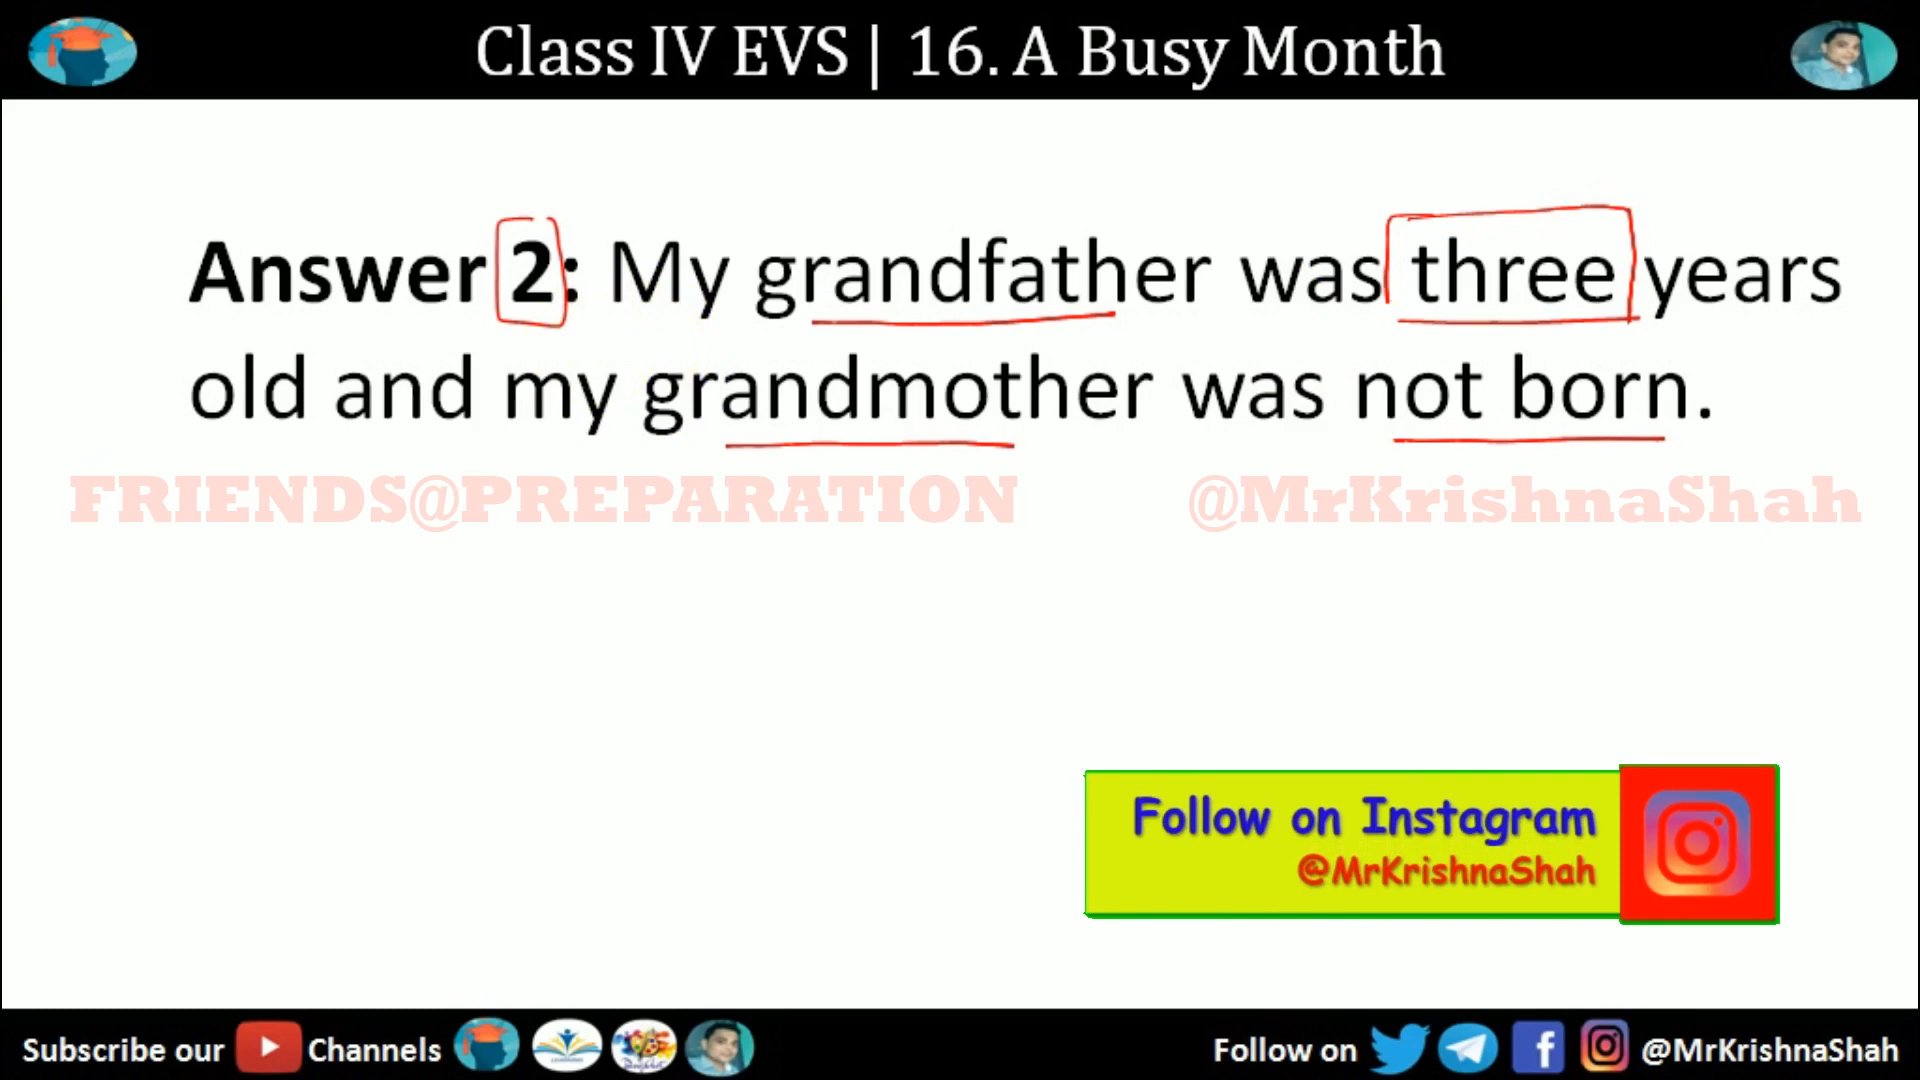 Class IV EVS | 16. A Busy Month
Answer 2: My grandfather was three years
old and my grandmother was not born.
FRIENDS@PREPARATION @MrKrishnaShah
Follow on Instagram
@MrKrishnaShah
Subscribe our Channels Follow on @MrKrishnaShah